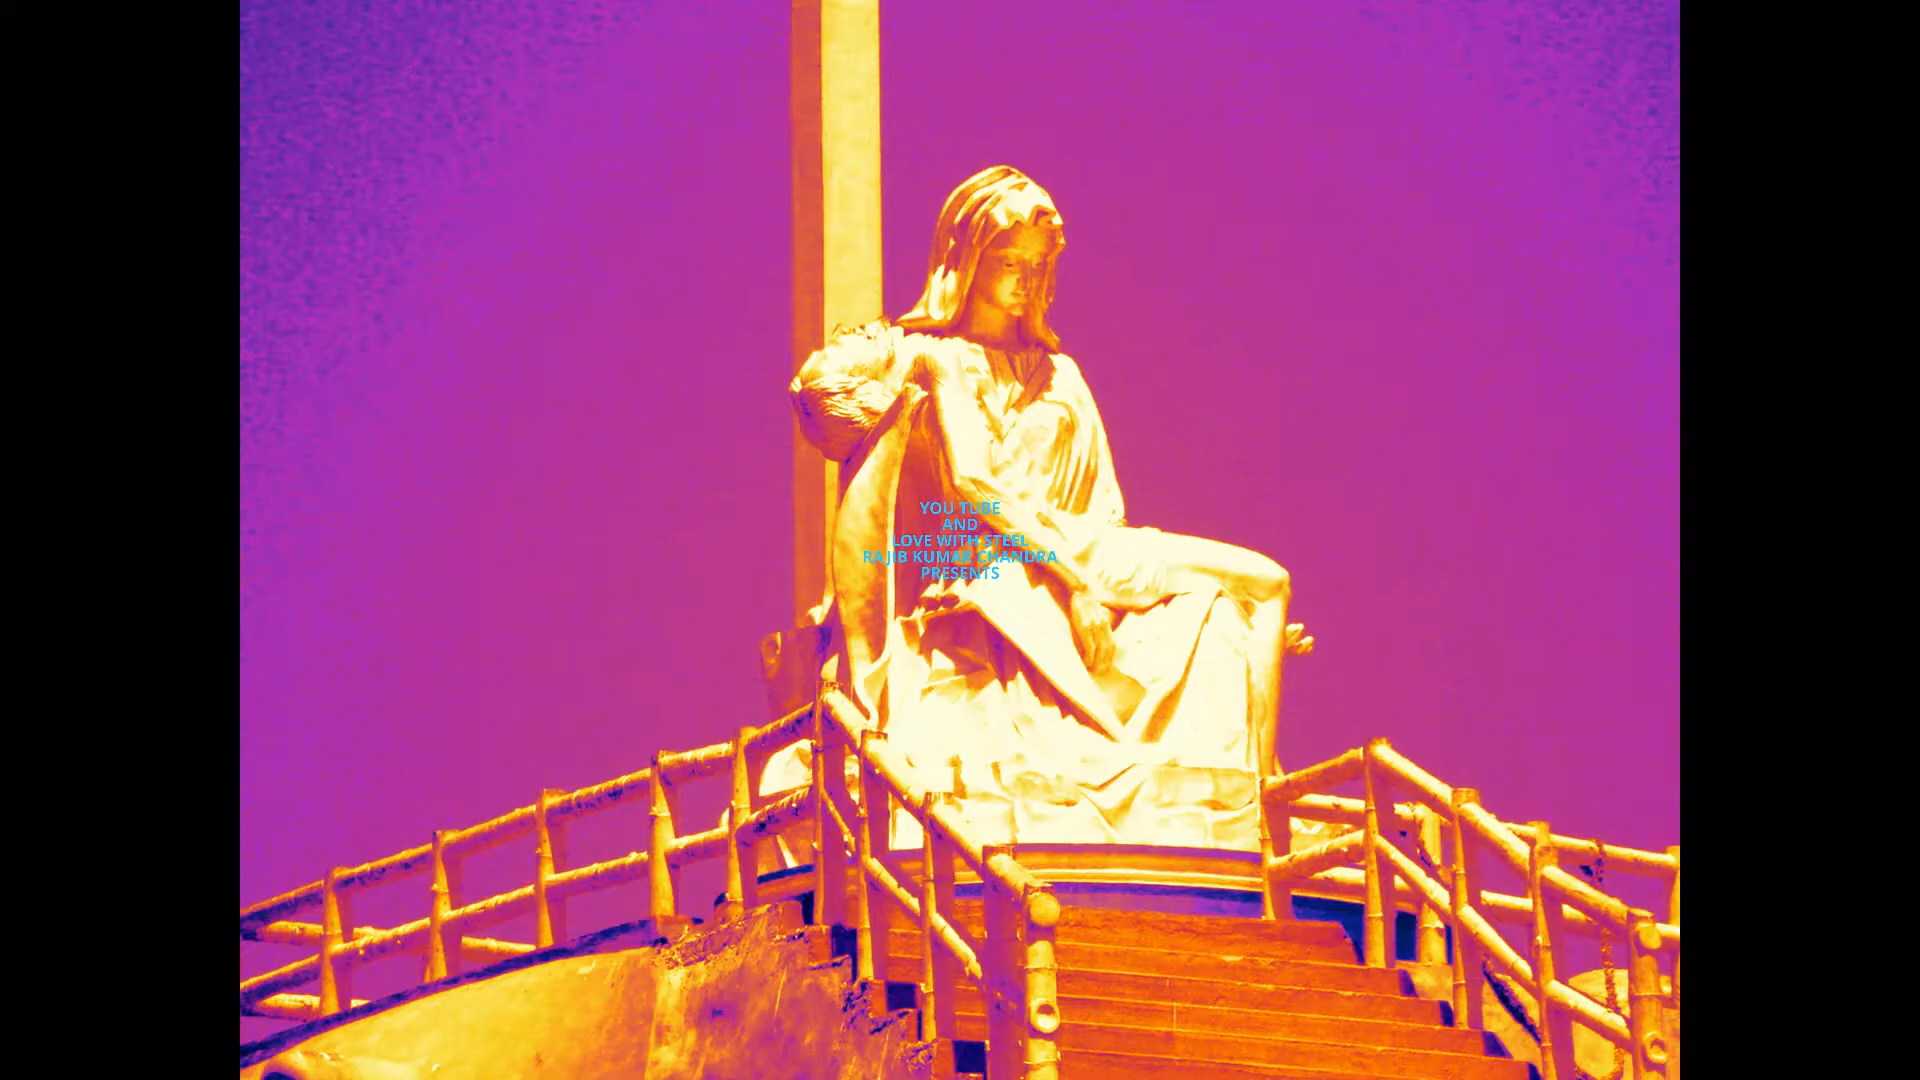 YOU TUBE
AND
LOVE WITH STEEL
RAJIB KUMAR CHANDRA
PRESENTS